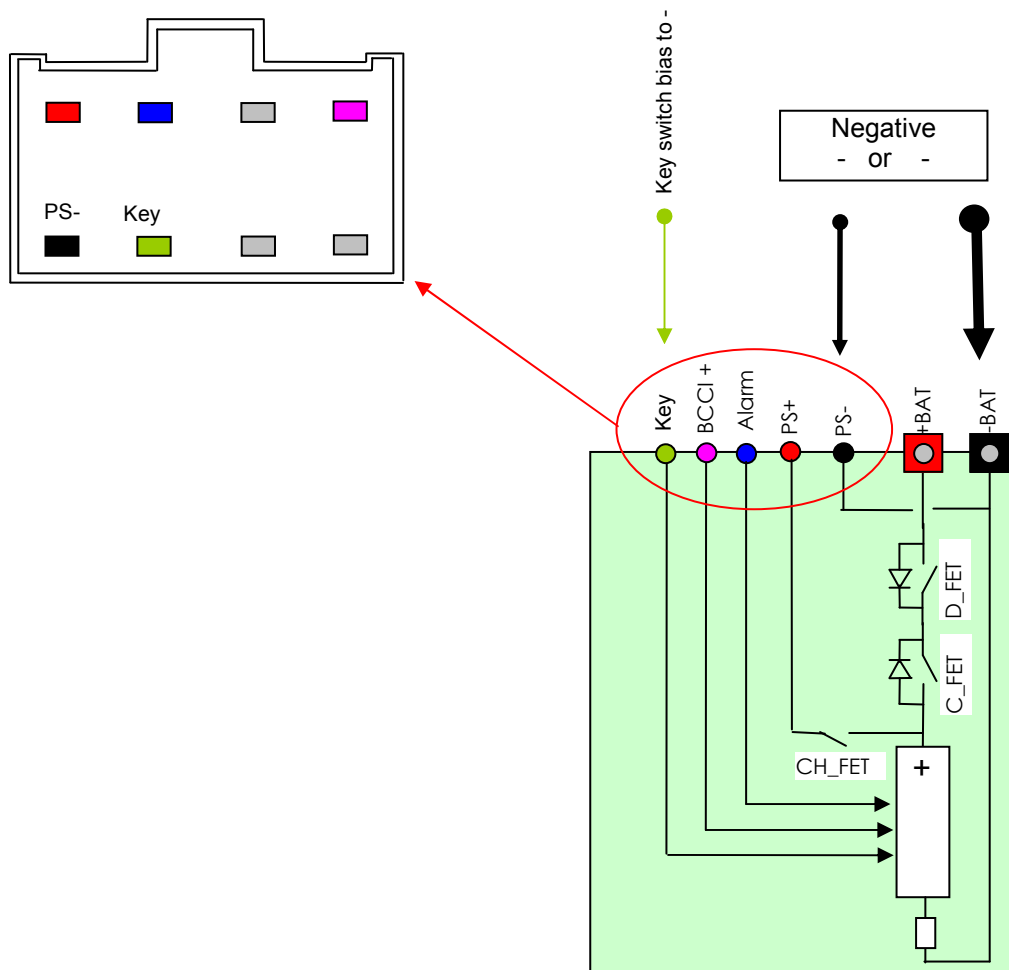 PS-
Key
Key switch bias to -
Negative
- or -
Key
BCCI +
Alarm
PS+
PS-
+BAT
-BAT
D_FET
C_FET
CH_FET
+